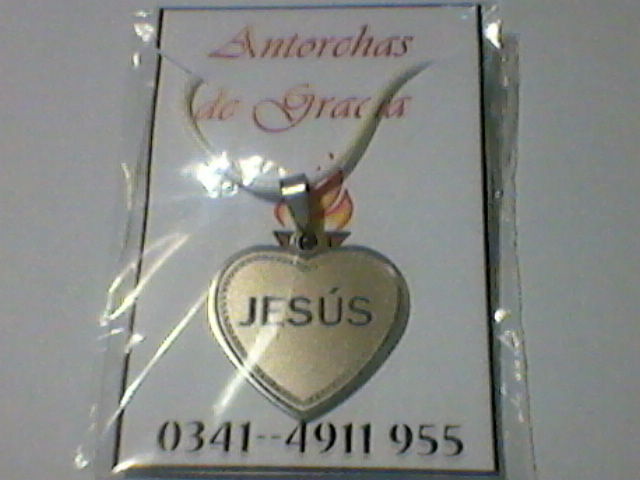 Antorchas
de Gracia
JESÚS
0341--4911 955